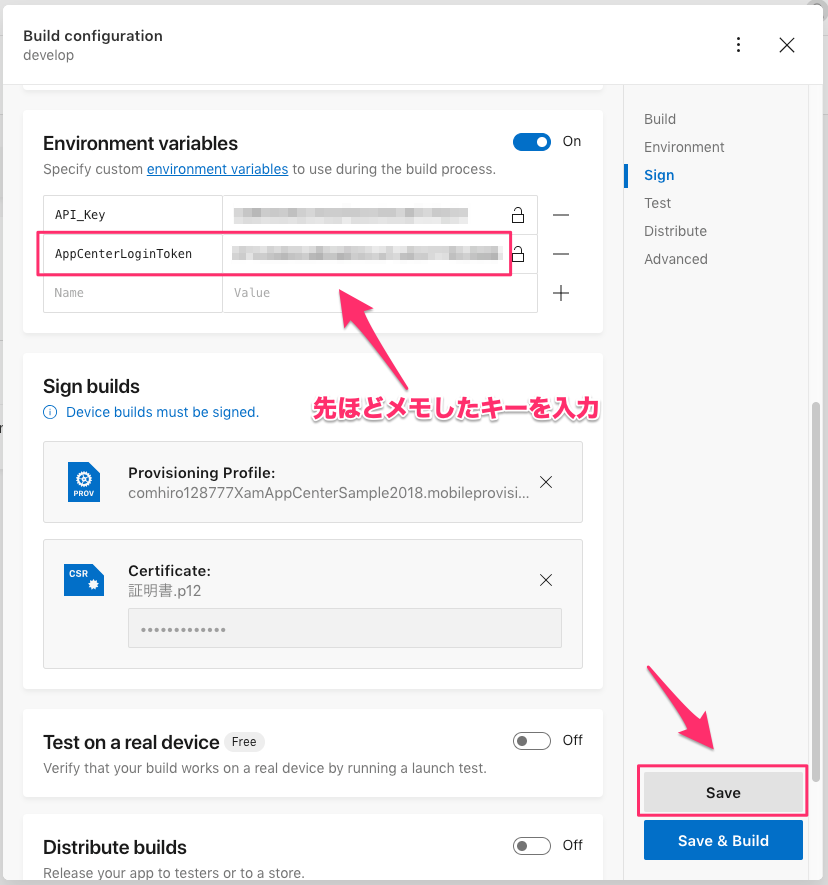 Build configuration
develop
Environment variables
On
Specify custom environment variables to use during the build process.
API_Key
AppCenterLoginToken
Name
Value
先ほどメモしたキーを入力
Sign builds
Device builds must be signed.
PROV
Provisioning Profile:
comhiro128777XamAppCenterSample2018.mobileprovisi...
CSR
Certificate:
証明書.p12
•••••••••••••
Test on a real device
Free
Off
Verify that your build works on a real device by running a launch test.
Distribute builds
Off
Release your app to testers or to a store.
Build
Environment
Sign
Test
Distribute
Advanced
Save
Save & Build